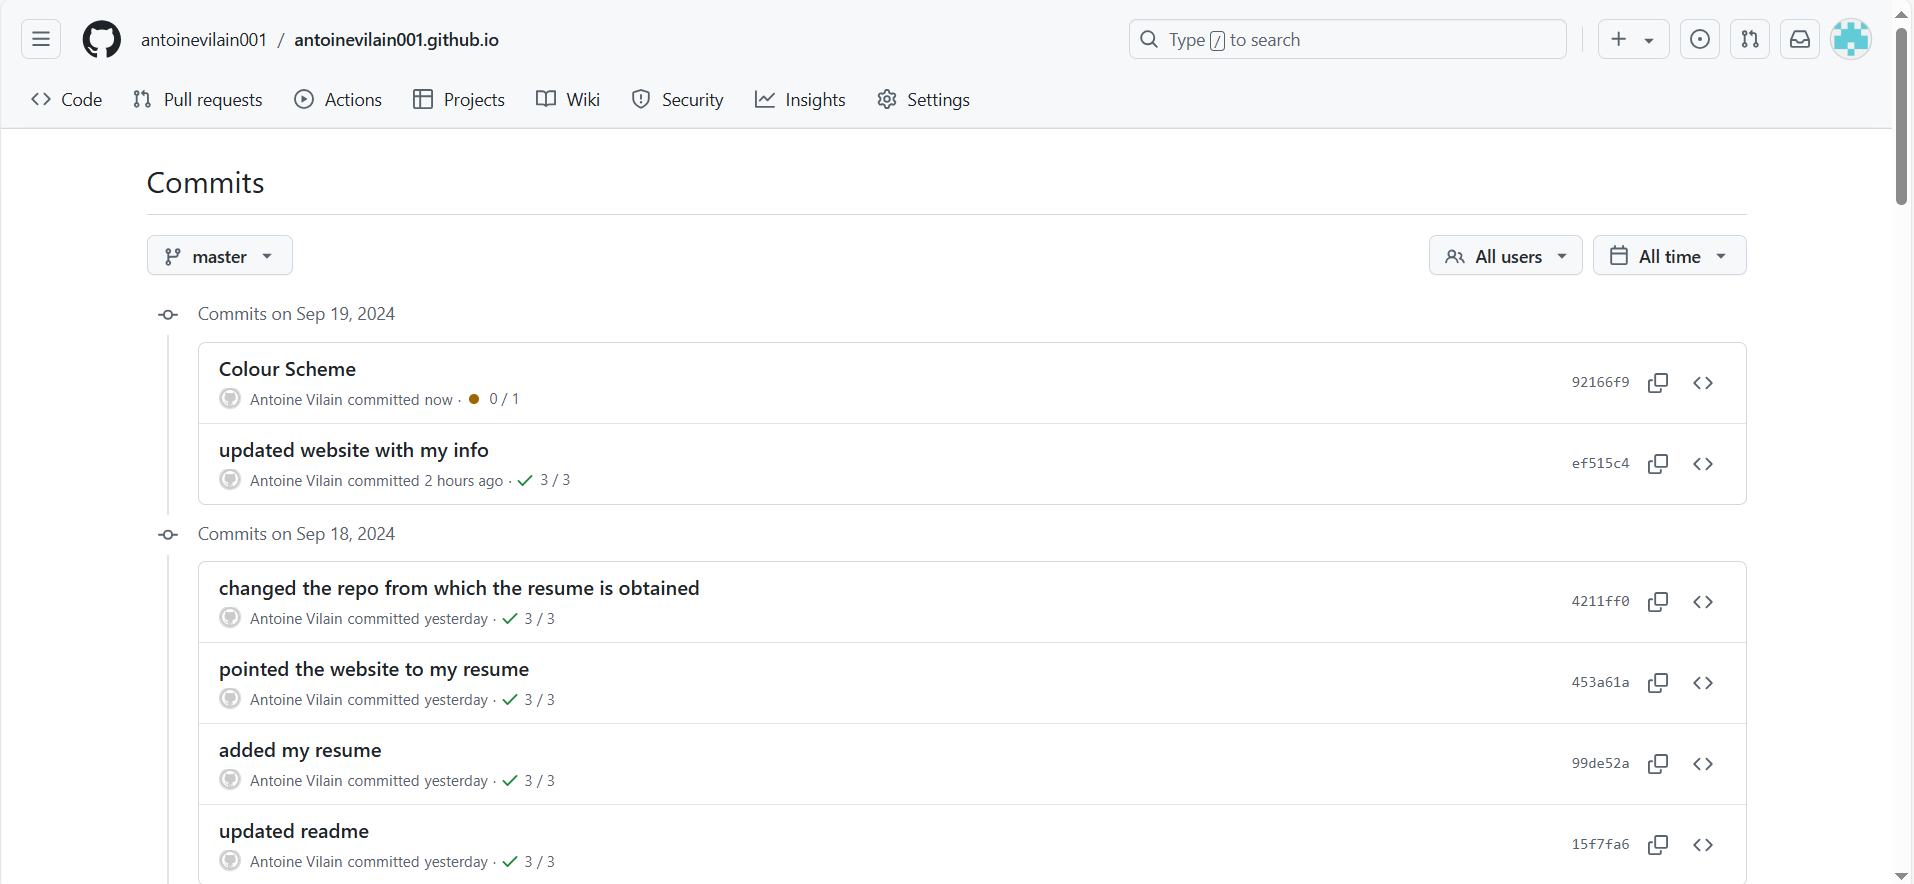 antoinevilain001 / antoinevilain001.github.io
Type / to search
Code Pull requests Actions Projects Wiki Security Insights Settings
Commits
master
All users All time
Commits on Sep 19, 2024
Colour Scheme
Antoine Vilain committed now · 0 / 1
92166f9
updated website with my info
Antoine Vilain committed 2 hours ago · 3 / 3
ef515c4
Commits on Sep 18, 2024
changed the repo from which the resume is obtained
Antoine Vilain committed yesterday · 3 / 3
4211ff0
pointed the website to my resume
Antoine Vilain committed yesterday · 3 / 3
453a61a
added my resume
Antoine Vilain committed yesterday · 3 / 3
99de52a
updated readme
Antoine Vilain committed yesterday · 3 / 3
15f7fa6